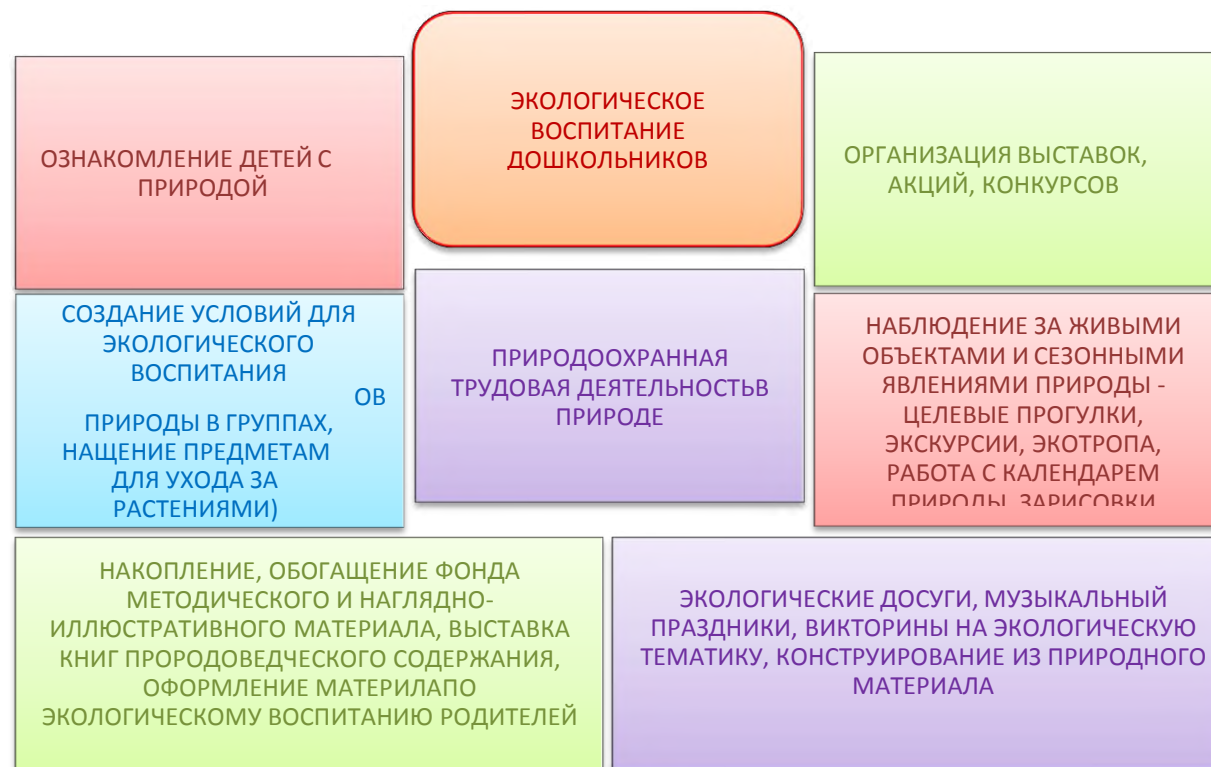 ЭКОЛОГИЧЕСКОЕ
ВОСПИТАНИЕ
ДОШКОЛЬНИКОВ
ОЗНАКОМЛЕНИЕ ДЕТЕЙ С
ПРИРОДОЙ
ОРГАНИЗАЦИЯ ВЫСТАВОК,
АКЦИЙ, КОНКУРСОВ
СОЗДАНИЕ УСЛОВИЙ ДЛЯ
ЭКОЛОГИЧЕСКОГО
ВОСПИТАНИЯ
ОВ
ПРИРОДЫ В ГРУППАХ,
НАЩЕНИЕ ПРЕДМЕТАМ
ДЛЯ УХОДА ЗА
РАСТЕНИЯМИ)
ПРИРОДООХРАННАЯ
ТРУДОВАЯ ДЕЯТЕЛЬНОСТЬВ
ПРИРОДЕ
НАБЛЮДЕНИЕ ЗА ЖИВЫМИ
ОБЪЕКТАМИ И СЕЗОННЫМИ
ЯВЛЕНИЯМИ ПРИРОДЫ -
ЦЕЛЕВЫЕ ПРОГУЛКИ,
ЭКСКУРСИИ, ЭКОТРОПА,
РАБОТА С КАЛЕНДАРЕМ
ПРИРОДЫ, ЗАРИСОВКИ
НАКОПЛЕНИЕ, ОБОГАЩЕНИЕ ФОНДА
МЕТОДИЧЕСКОГО И НАГЛЯДНО-
ИЛЛЮСТРАТИВНОГО МАТЕРИАЛА, ВЫСТАВКА
КНИГ ПРОРОДОВЕДЧЕСКОГО СОДЕРЖАНИЯ,
ОФОРМЛЕНИЕ МАТЕРИЛАПО
ЭКОЛОГИЧЕСКОМУ ВОСПИТАНИЮ РОДИТЕЛЕЙ
ЭКОЛОГИЧЕСКИЕ ДОСУГИ, МУЗЫКАЛЬНЫЙ
ПРАЗДНИКИ, ВИКТОРИНЫ НА ЭКОЛОГИЧЕСКУЮ
ТЕМАТИКУ, КОНСТРУИРОВАНИЕ ИЗ ПРИРОДНОГО
МАТЕРИАЛА